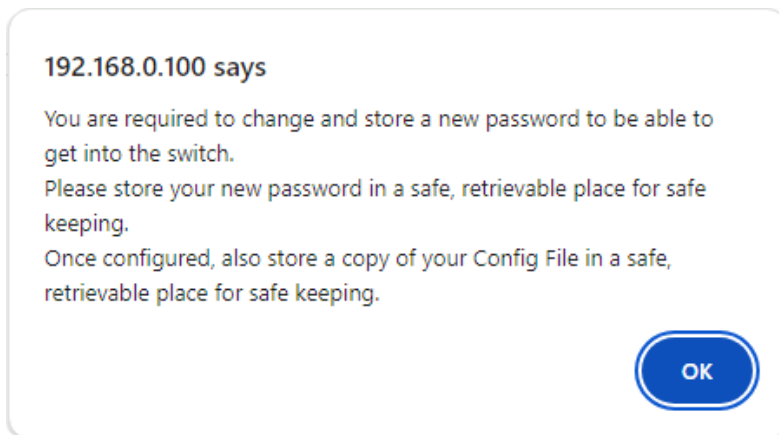 192.168.0.100 says
You are required to change and store a new password to be able to
get into the switch.
Please store your new password in a safe, retrievable place for safe
keeping.
Once configured, also store a copy of your Config File in a safe,
retrievable place for safe keeping.
OK